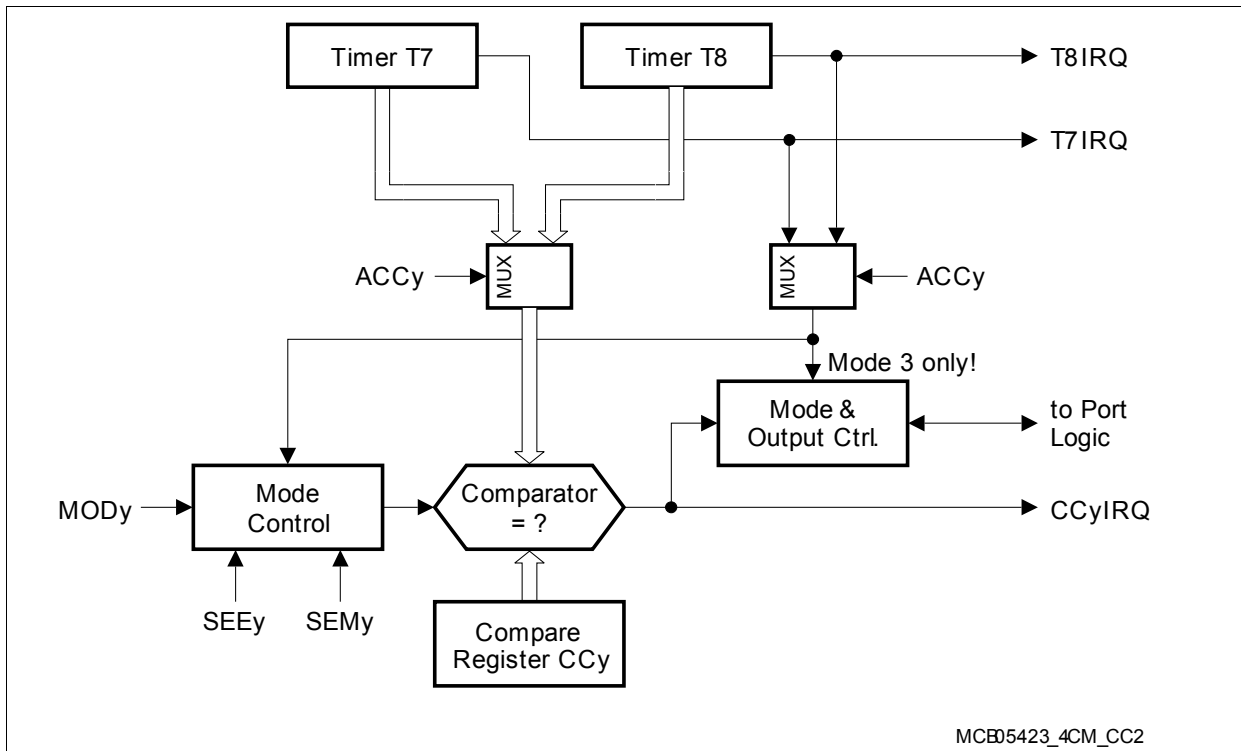 Timer T7
Timer T8
T8IRQ
T7IRQ
ACCy
MUX
MUX
ACCy
Mode 3 only!
Mode &
Output Ctrl.
to Port
Logic
MODy
Mode
Control
Comparator
= ?
CCyIRQ
SEEy
SEMy
Compare
Register CCy
MCB05423_4CM_CC2